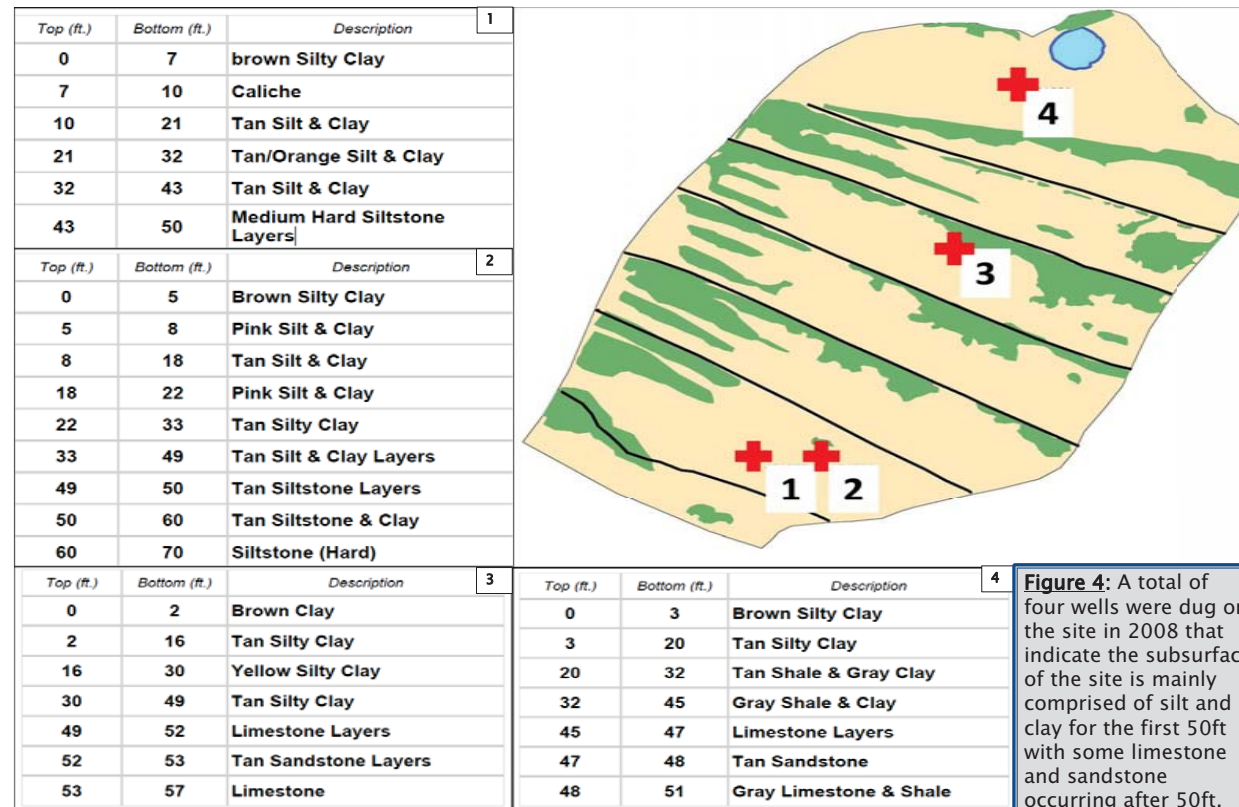 1
Top (ft.) Bottom (ft.) Description
0 7 brown Silty Clay
7 10 Caliche
10 21 Tan Silt & Clay
21 32 Tan/Orange Silt & Clay
32 43 Tan Silt & Clay
43 50 Medium Hard Siltstone
Layers
2
Top (ft.) Bottom (ft.) Description
0 5 Brown Silty Clay
5 8 Pink Silt & Clay
8 18 Tan Silt & Clay
18 22 Pink Silt & Clay
22 33 Tan Silty Clay
33 49 Tan Silt & Clay Layers
49 50 Tan Siltstone Layers
50 60 Tan Siltstone & Clay
60 70 Siltstone (Hard)
4
3
1 2
3
Top (ft.) Bottom (ft.) Description
0 2 Brown Clay
2 16 Tan Silty Clay
16 30 Yellow Silty Clay
30 49 Tan Silty Clay
49 52 Limestone Layers
52 53 Tan Sandstone Layers
53 57 Limestone
4
Top (ft.) Bottom (ft.) Description
0 3 Brown Silty Clay
3 20 Tan Silty Clay
20 32 Tan Shale & Gray Clay
32 45 Gray Shale & Clay
45 47 Limestone Layers
47 48 Tan Sandstone
48 51 Gray Limestone & Shale
Figure 4: A total of
four wells were dug
the site in 2008 that
indicate the
of the site is mainly
comprised of silt and
clay for the first 50ft
with some limestone
and sandstone
occurring after 50ft.